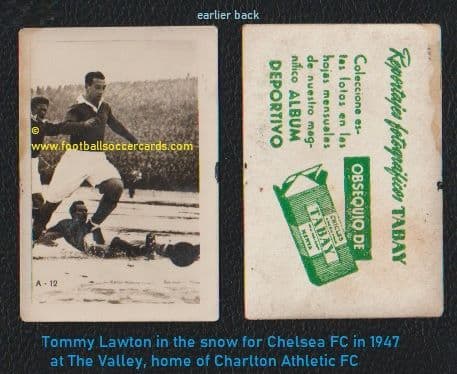 earlier back
© www.footballsoccercards.com
A - 12
Reportajes fotográficos TABAY
Coleccione es-
tas fotos en las
hojas mensuales
de nuestro mag-
nífico ALBUM
DEPORTIVO
OBSEQUIO DE
CHICLES
TABAY
MENTA
Tommy Lawton in the snow for Chelsea FC in 1947
at The Valley, home of Charlton Athletic FC